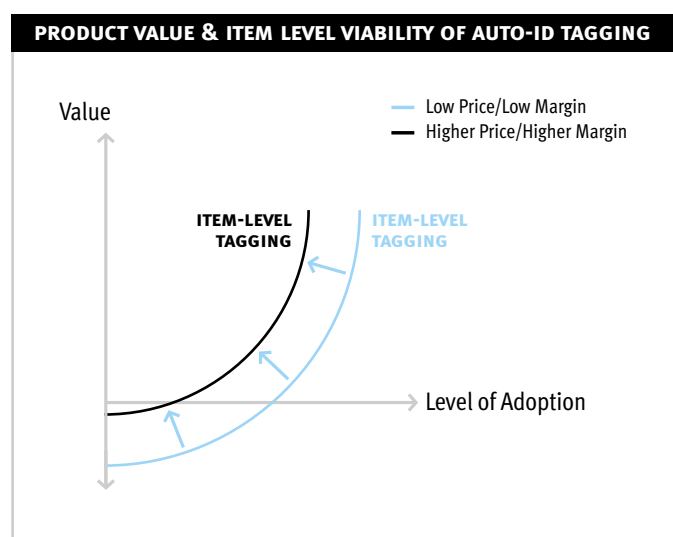 PRODUCT VALUE & ITEM LEVEL VIABILITY OF AUTO-ID TAGGING
Value
Low Price/Low Margin
Higher Price/Higher Margin
ITEM-LEVEL
TAGGING
ITEM-LEVEL
TAGGING
Level of Adoption